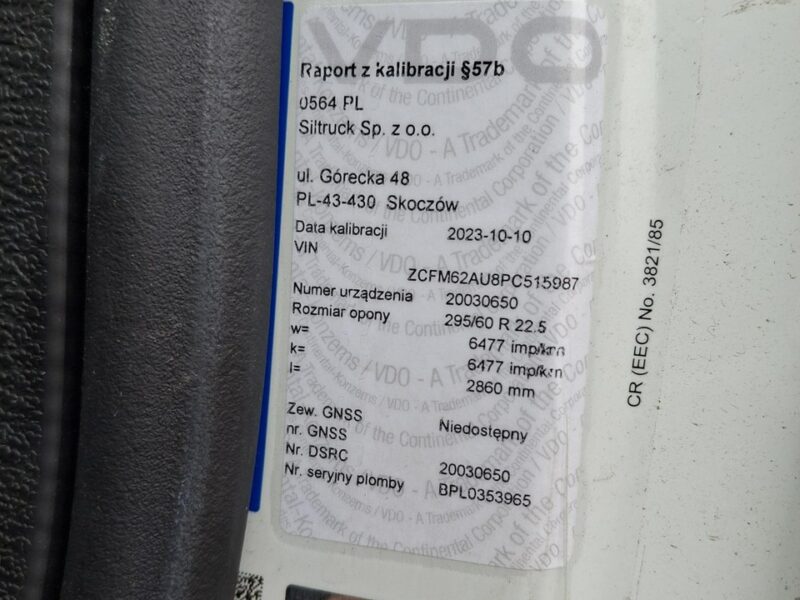 VDO
Raport z kalibracji §57b
0564 PL
Siltruck Sp. z o.o.
ul. Górecka 48
PL-43-430 Skoczów
Data kalibracji 2023-10-10
VIN
ZCFM62AU8PC515987
Numer urządzenia 20030650
Rozmiar opony 295/60 R 22.5
w= 6477 imp/km
k= 6477 imp/km
l= 2860 mm
Zew. GNSS
nr. GNSS Niedostępny
Nr. DSRC 20030650
Nr. seryjny plomby BPL0353965
CR (EEC) No. 3821/85